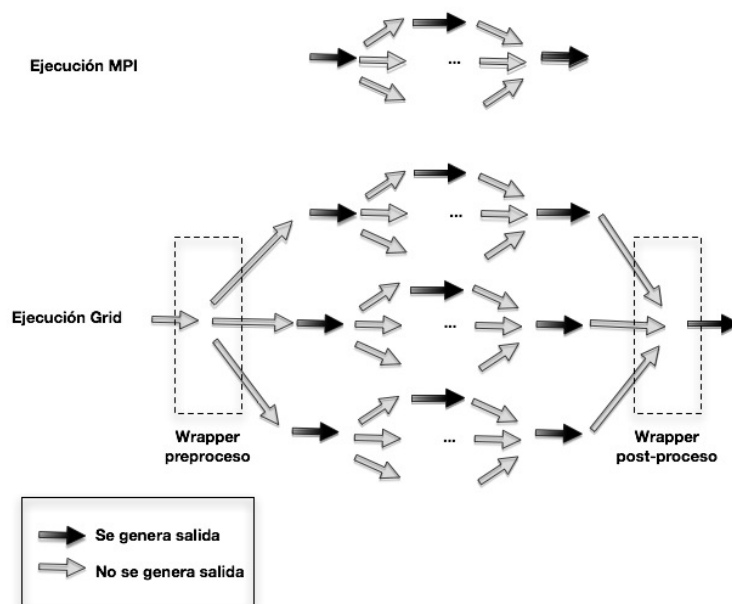 Ejecución MPI
...
...
Ejecución Grid
...
...
Wrapper
preproceso
Wrapper
post-proceso
Se genera salida
No se genera salida